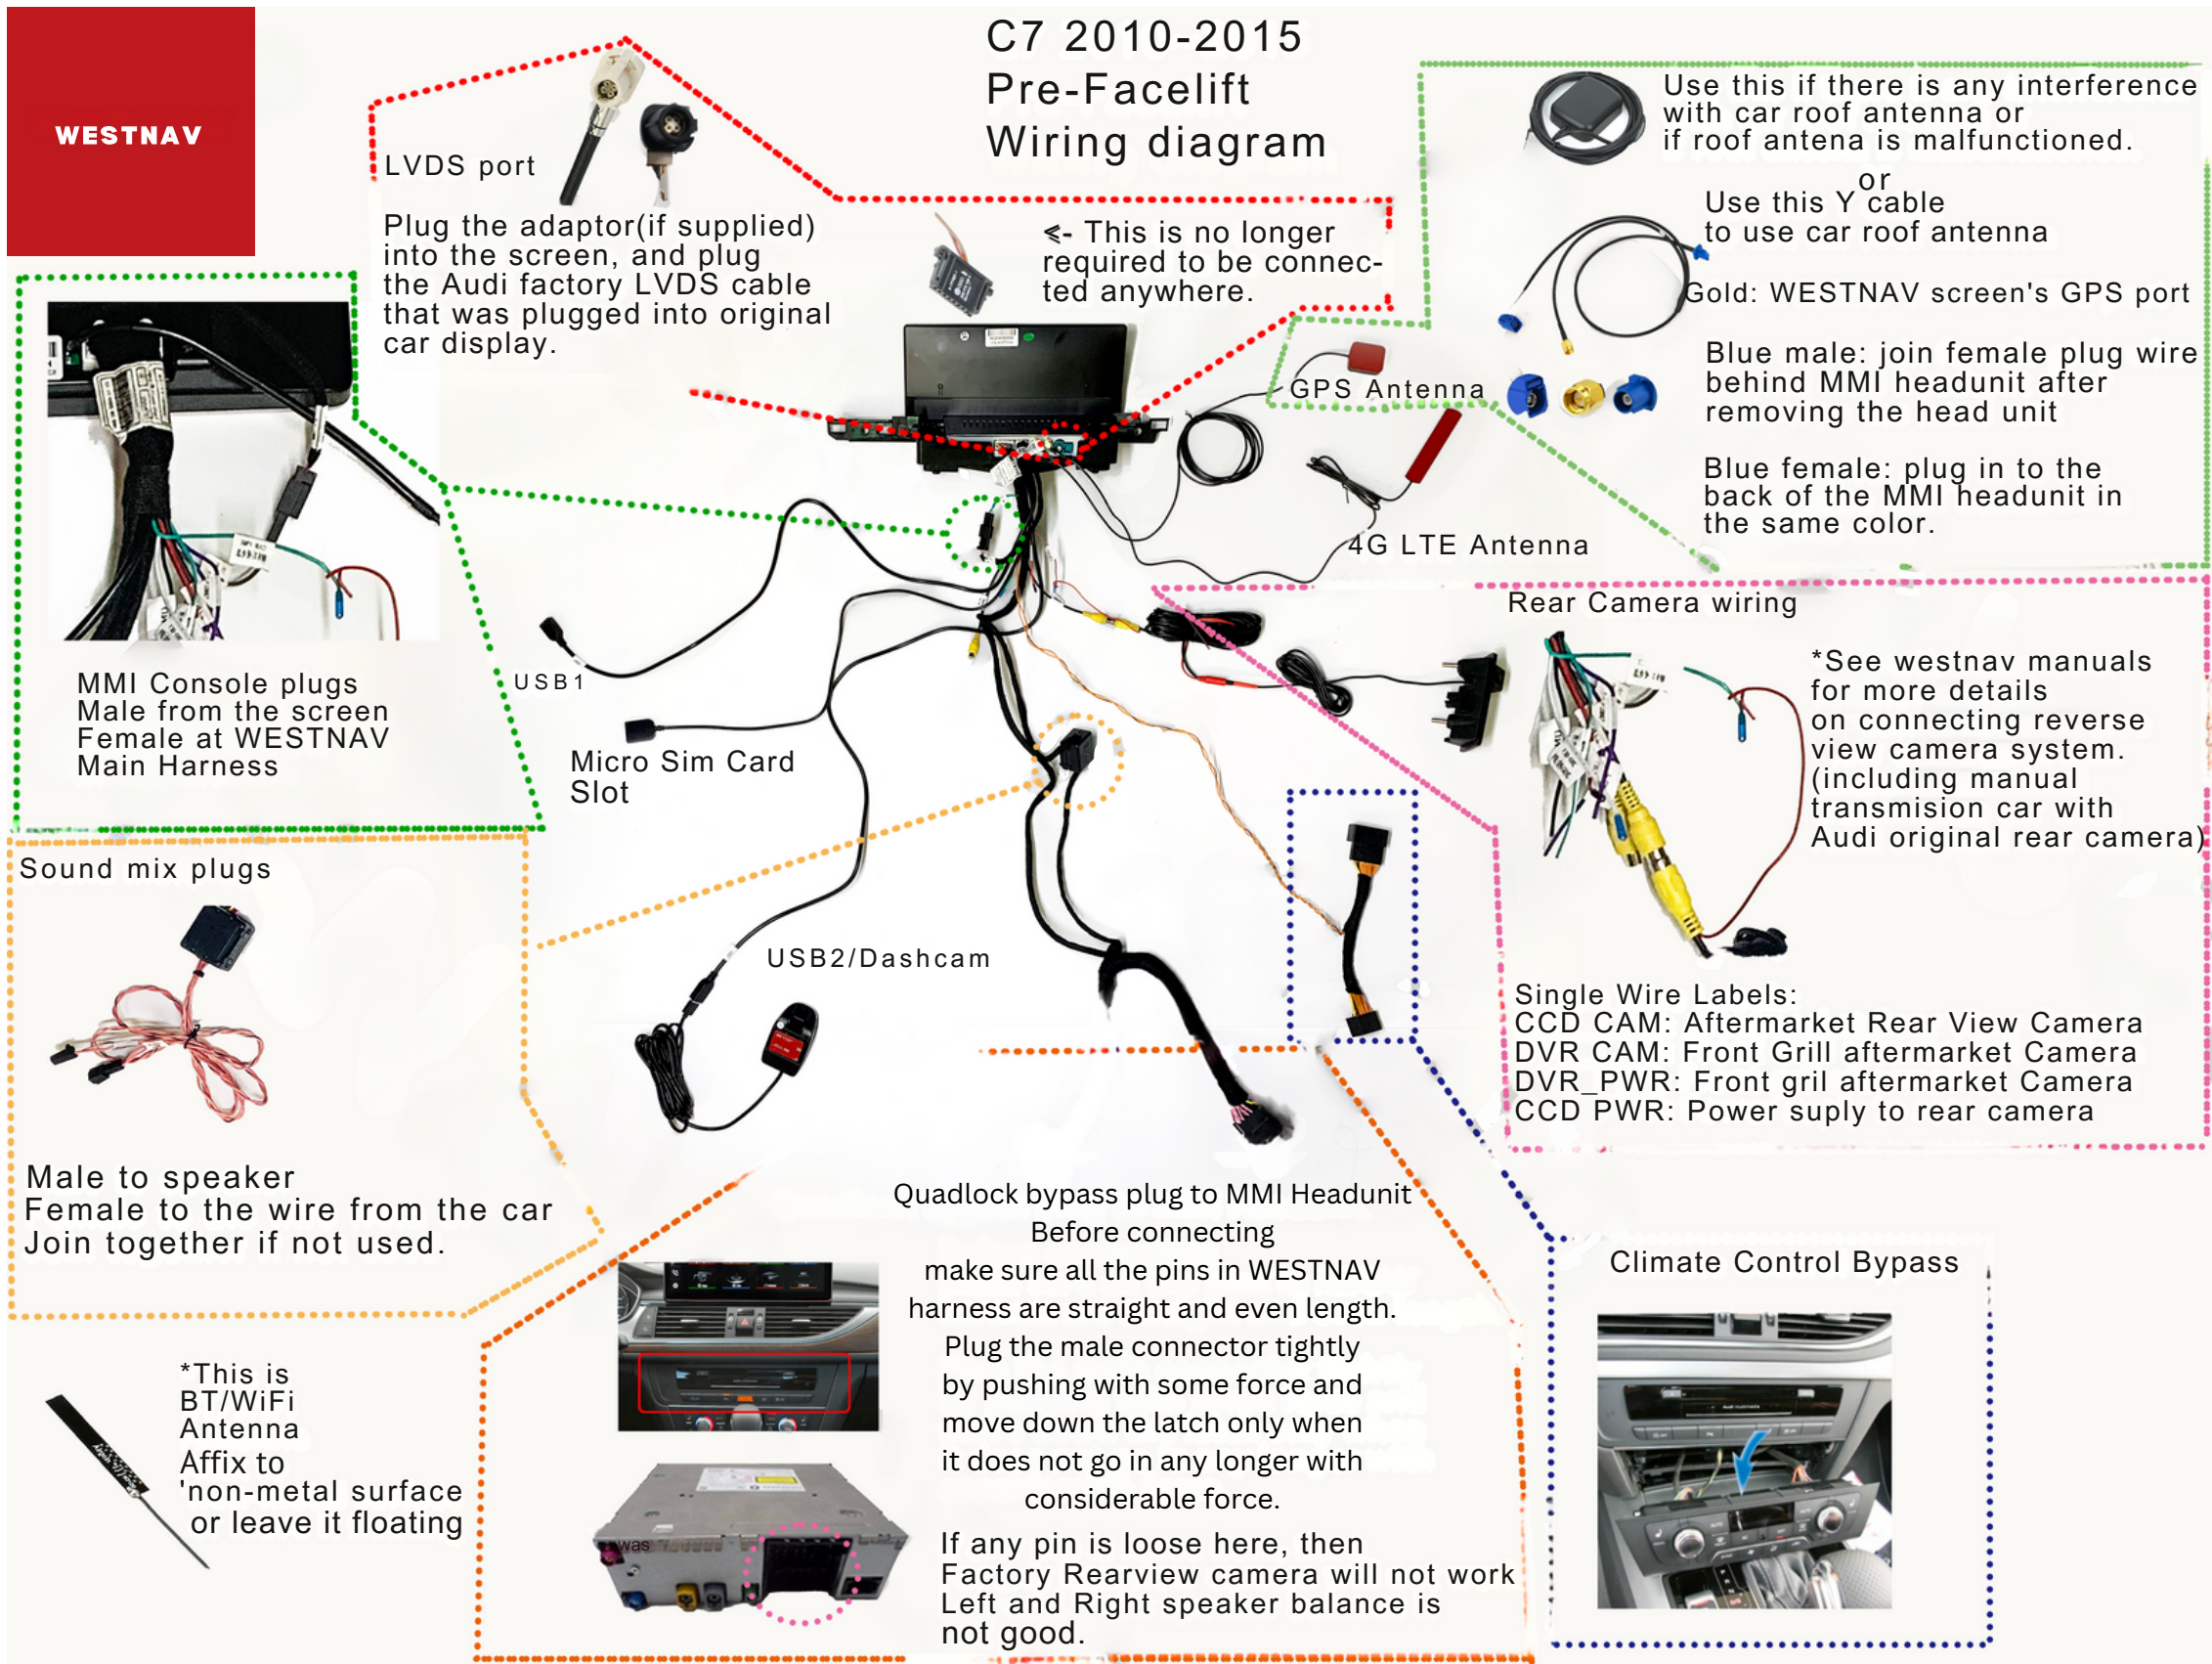 WESTNAV
C7 2010-2015
Pre-Facelift
Wiring diagram
LVDS port
Plug the adaptor(if supplied)
into the screen, and plug
the Audi factory LVDS cable
that was plugged into original
car display.
<- This is no longer
required to be connec-
ted anywhere.
Use this if there is any interference
with car roof antenna or
if roof antena is malfunctioned.
or
Use this Y cable
to use car roof antenna
Gold: WESTNAV screen's GPS port
Blue male: join female plug wire
behind MMI headunit after
removing the head unit
Blue female: plug in to the
back of the MMI headunit in
the same color.
GPS Antenna
4G LTE Antenna
MMI Console plugs
Male from the screen
Female at WESTNAV
Main Harness
USB1
Micro Sim Card
Slot
USB2/Dashcam
Rear Camera wiring
*See westnav manuals
for more details
on connecting reverse
view camera system.
(including manual
transmision car with
Audi original rear camera)
Single Wire Labels:
CCD CAM: Aftermarket Rear View Camera
DVR CAM: Front Grill aftermarket Camera
DVR_PWR: Front gril aftermarket Camera
CCD PWR: Power suply to rear camera
Sound mix plugs
Male to speaker
Female to the wire from the car
Join together if not used.
*This is
BT/WiFi
Antenna
Affix to
'non-metal surface
or leave it floating
Quadlock bypass plug to MMI Headunit
Before connecting
make sure all the pins in WESTNAV
harness are straight and even length.
Plug the male connector tightly
by pushing with some force and
move down the latch only when
it does not go in any longer with
considerable force.
was
If any pin is loose here, then
Factory Rearview camera will not work
Left and Right speaker balance is
not good.
Climate Control Bypass